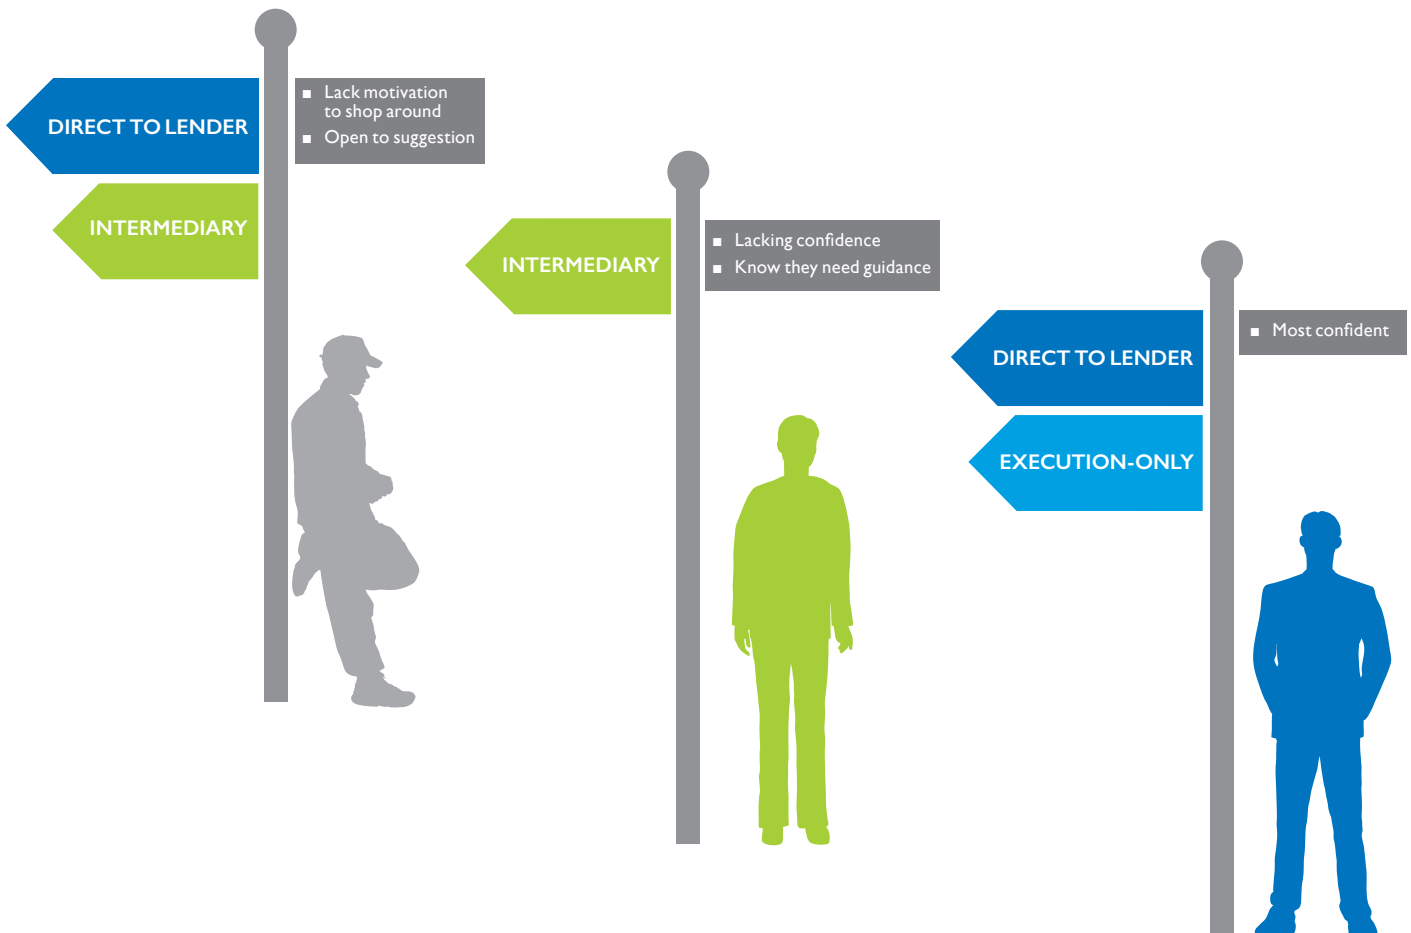 DIRECT TO LENDER
■ Lack motivation
to shop around
■ Open to suggestion
INTERMEDIARY
INTERMEDIARY
■ Lacking confidence
■ Know they need guidance
DIRECT TO LENDER
■ Most confident
EXECUTION-ONLY